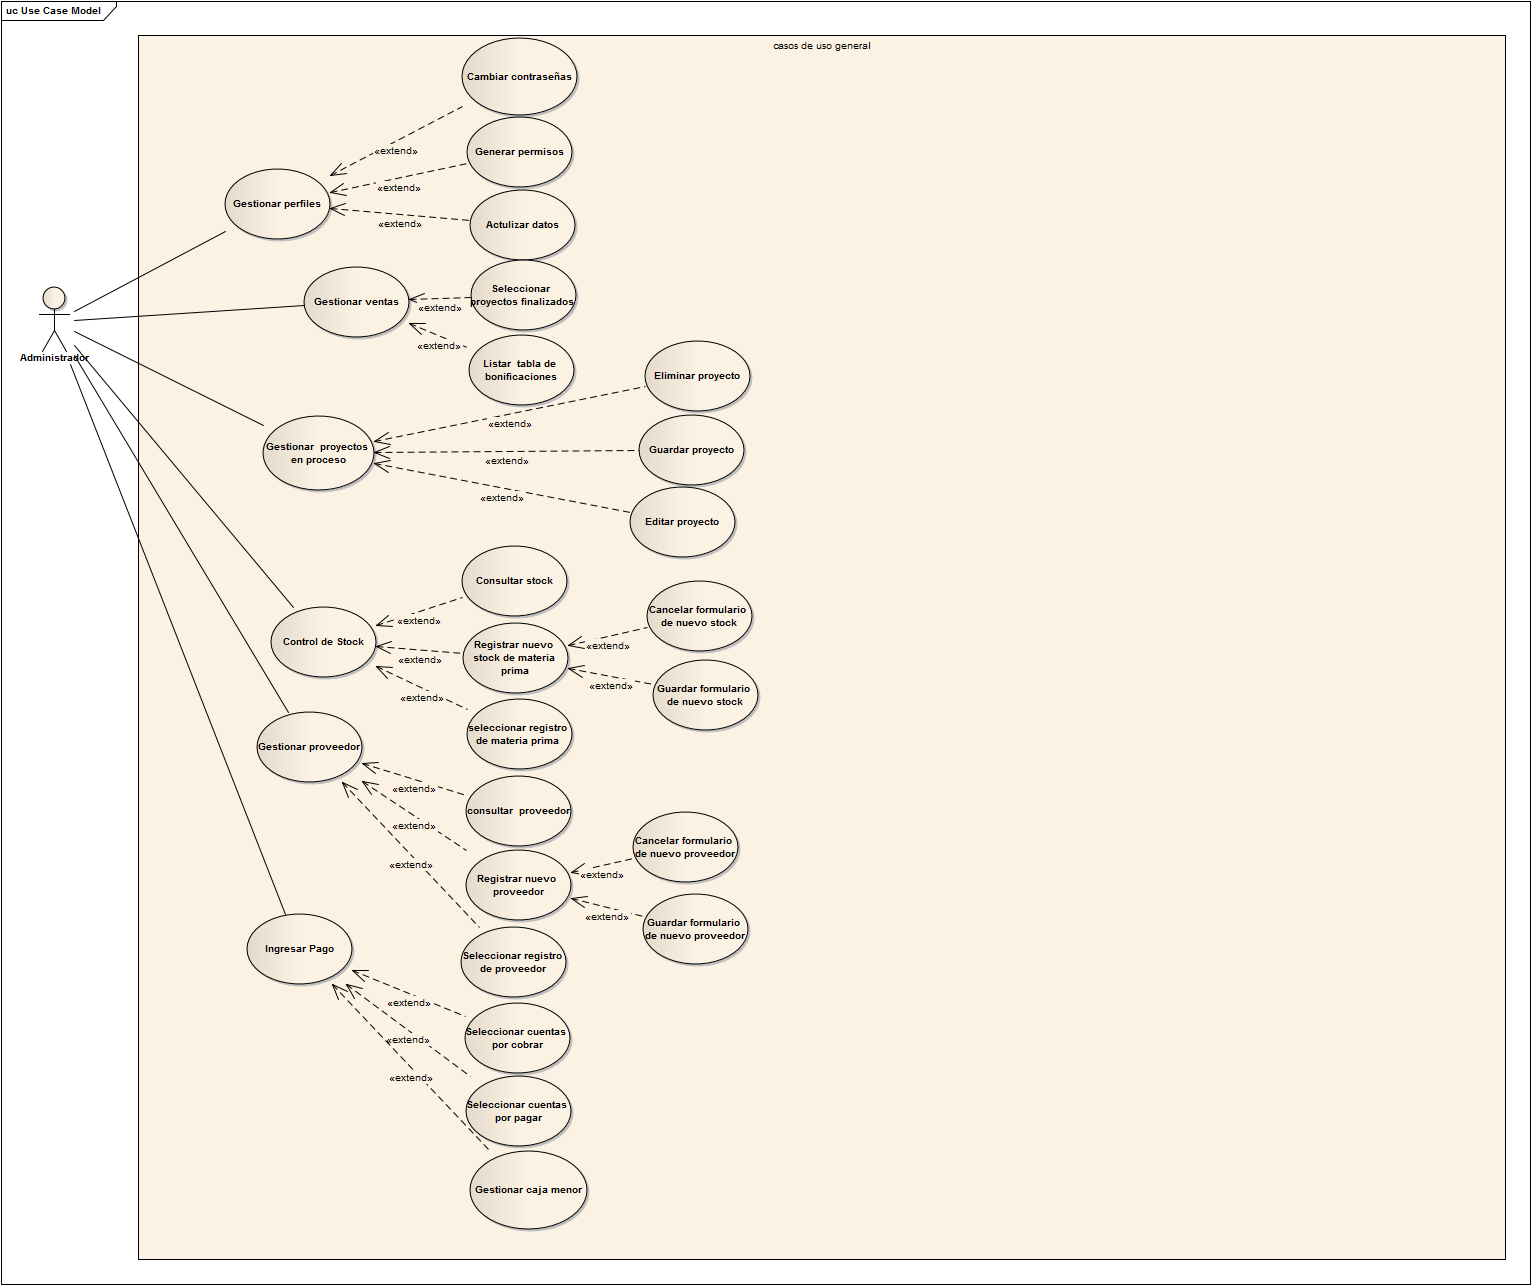 uc Use Case Model
casos de uso general
Cambiar contraseñas
«extend»
Generar permisos
«extend»
Gestionar perfiles
Actulizar datos
«extend»
Seleccionar
proyectos finalizados
Gestionar ventas
«extend»
«extend»
Administrador
Listar tabla de
bonificaciones
Eliminar proyecto
«extend»
Gestionar proyectos
en proceso
Guardar proyecto
«extend»
«extend»
Editar proyecto
Consultar stock
«extend»
Cancelar formulario
de nuevo stock
Control de Stock
Registrar nuevo
stock de materia
prima
«extend»
«extend»
«extend»
Guardar formulario
de nuevo stock
«extend»
seleccionar registro
de materia prima
Gestionar proveedor
«extend»
consultar proveedor
«extend»
Cancelar formulario
de nuevo proveedor
«extend»
Registrar nuevo
proveedor
«extend»
«extend»
Guardar formulario
de nuevo proveedor
Ingresar Pago
Seleccionar registro
de proveedor
«extend»
Seleccionar cuentas
por cobrar
«extend»
«extend»
Seleccionar cuentas
por pagar
Gestionar caja menor